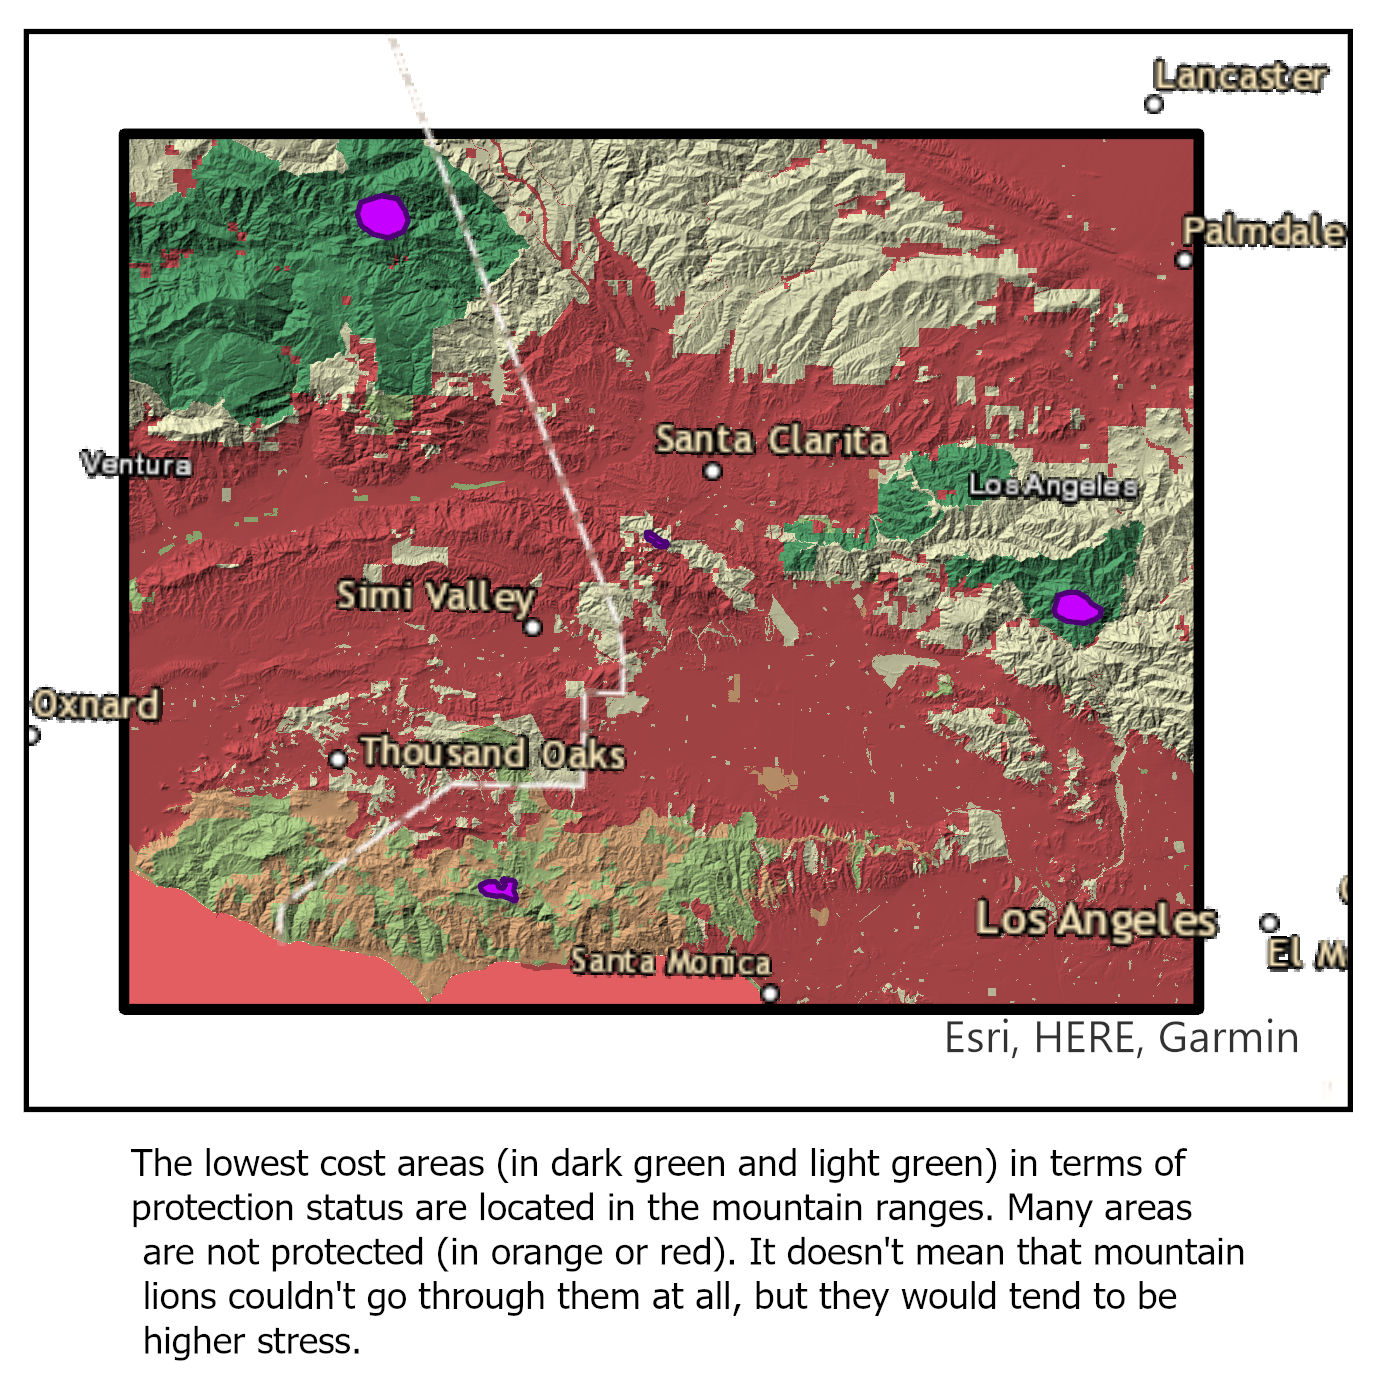 Lancaster
Palmdale
Santa Clarita
Ventura
Los Angeles
Simi Valley
Oxnard
Thousand Oaks
Los Angeles
El M
Santa Monica
Esri, HERE, Garmin
The lowest cost areas (in dark green and light green) in terms of
protection status are located in the mountain ranges. Many areas
are not protected (in orange or red). It doesn't mean that mountain
lions couldn't go through them at all, but they would tend to be
higher stress.